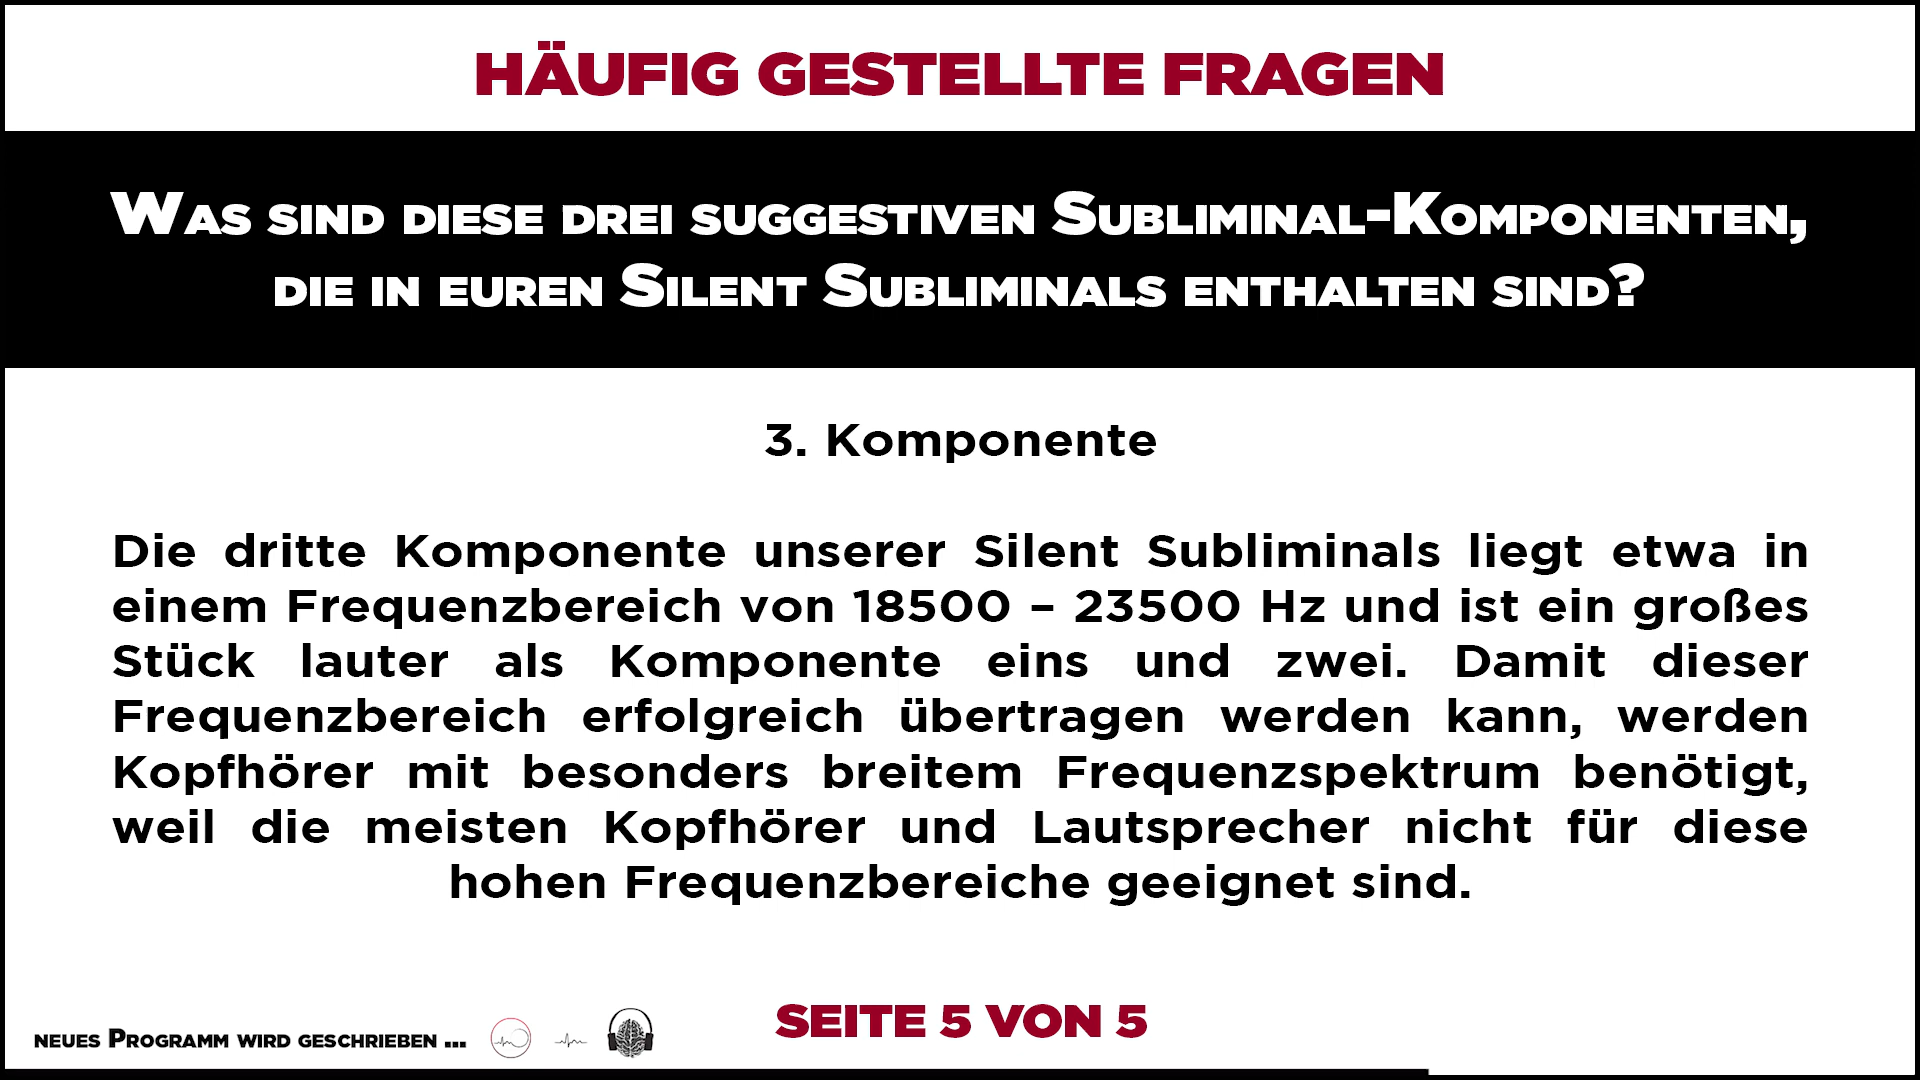 HÄUFIG GESTELLTE FRAGEN
Was sind diese drei suggestiven Subliminal-Komponenten,
die in euren Silent Subliminals enthalten sind?
3. Komponente
Die dritte Komponente unserer Silent Subliminals liegt etwa in
einem Frequenzbereich von 18500 – 23500 Hz und ist ein großes
Stück lauter als Komponente eins und zwei. Damit dieser
Frequenzbereich erfolgreich übertragen werden kann, werden
Kopfhörer mit besonders breitem Frequenzspektrum benötigt,
weil die meisten Kopfhörer und Lautsprecher nicht für diese
hohen Frequenzbereiche geeignet sind.
SEITE 5 VON 5
neues Programm wird geschrieben ...